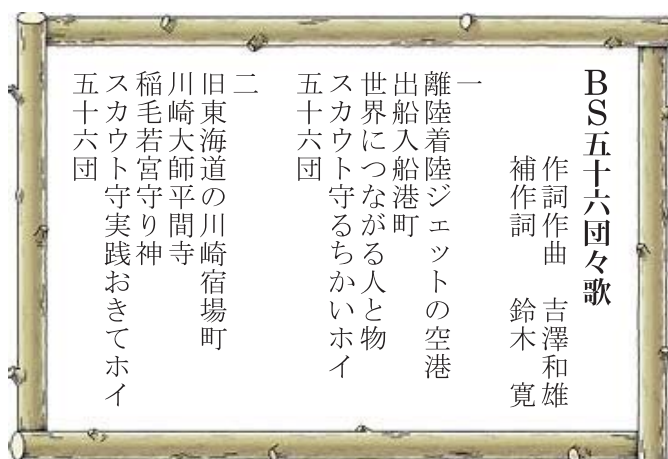 BS五十六団々歌
作詞作曲 吉澤和雄
補作詞 鈴木 寛
一
離陸着陸ジェットの空港
出船入船港町
世界につながる人と物
スカウト守るちかいホイ
五十六団
二
旧東海道の川崎宿場町
川崎大師平間寺
稲毛若宮守り神
スカウト守実践おきてホイ
五十六団